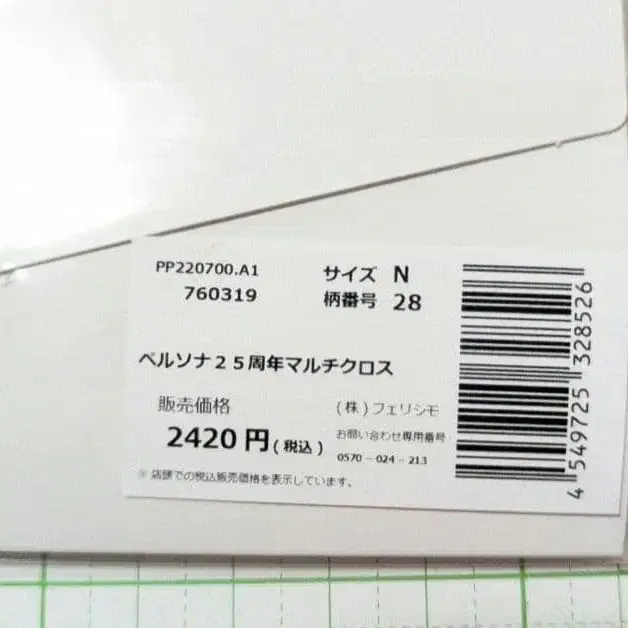 PP220700.A1
760319
サイズ N
柄番号 28
ペルソナ25周年マルチクロス
販売価格
2420円(税込)
(株)フェリシモ
お問い合わせ専用番号
0570-024-213
※店頭での税込販売価格を表示しています。
4 549725 328526